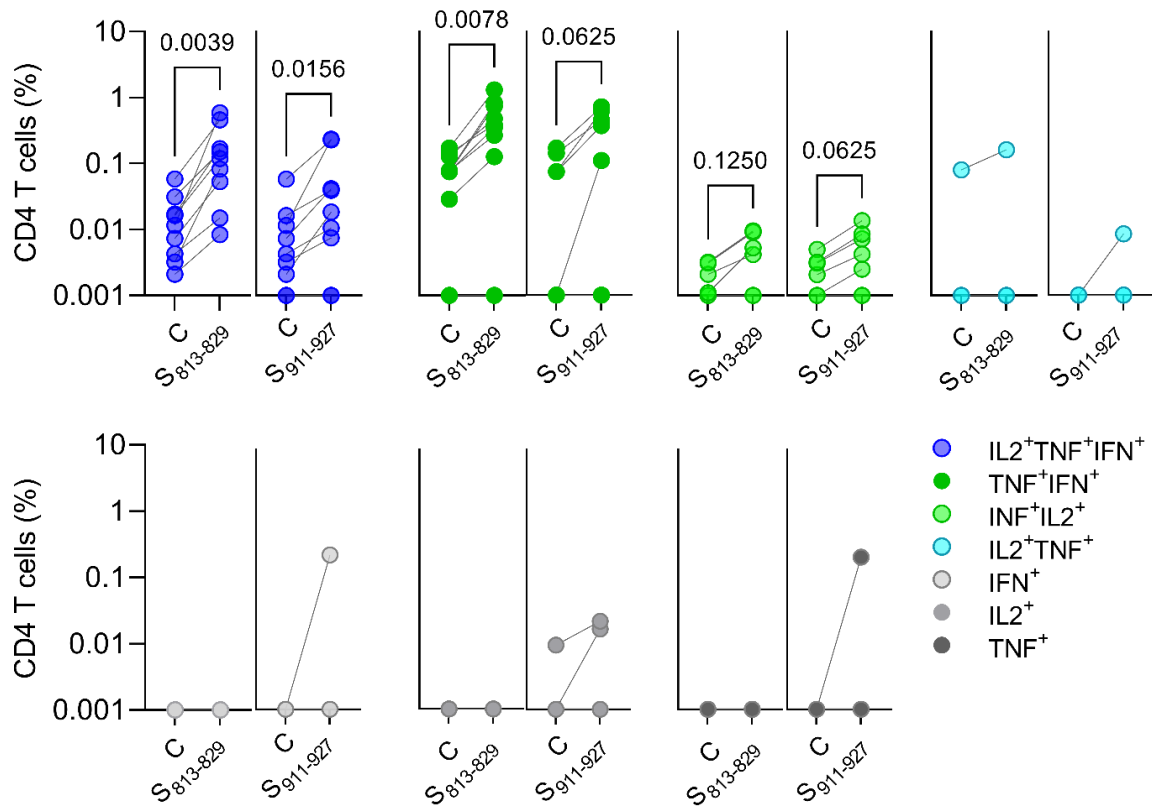 CD4 T cells (%)
10
1
0.1
0.01
0.001
0.0039
0.0156
0.0078
0.0625
0.1250
0.0625
C
S813-829
C
S911-927
C
S813-829
C
S911-927
C
S813-829
C
S911-927
C
S813-829
C
S911-927
CD4 T cells (%)
10
1
0.1
0.01
0.001
C
S813-829
C
S911-927
C
S813-829
C
S911-927
C
S813-829
C
S911-927
IL2+TNF+IFN+
TNF+IFN+
INF+IL2+
IL2+TNF+
IFN+
IL2+
TNF+